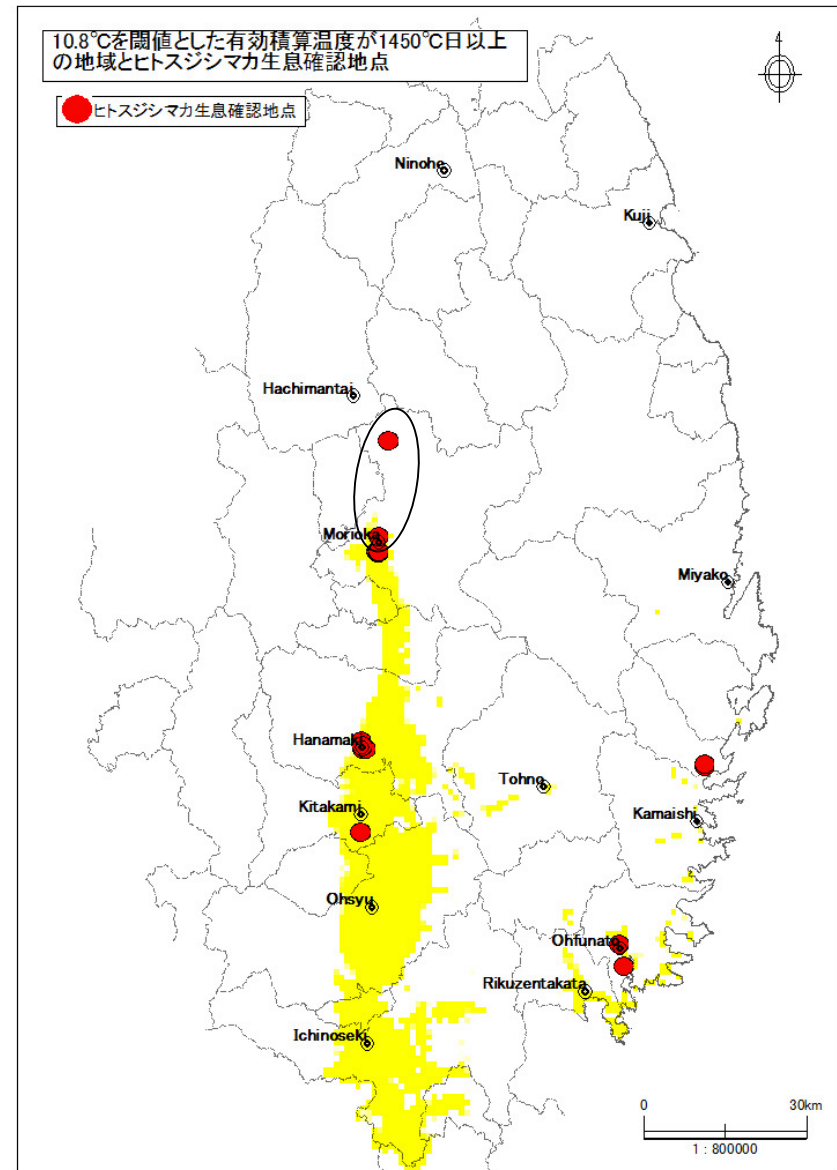 10.8℃を閾値とした有効積算温度が1450℃日以上
の地域とヒトスジシマカ生息確認地点
ヒトスジシマカ生息確認地点
4
Ninohe
Kuji
Hachimantai
Morioka
Miyako
Hanamaki
Tohno
Kitakami
Kamaishi
Ohsyu
Ohfunato
Rikuzentakata
Ichinoseki
0 30km
1 : 800000